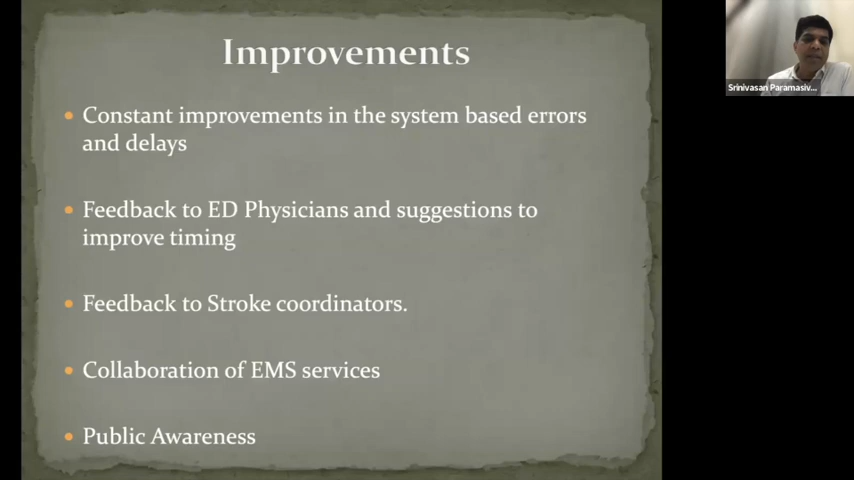 Improvements
• Constant improvements in the system based errors
and delays
• Feedback to ED Physicians and suggestions to
improve timing
• Feedback to Stroke coordinators.
• Collaboration of EMS services
• Public Awareness
Srinivasan Paramasiv...